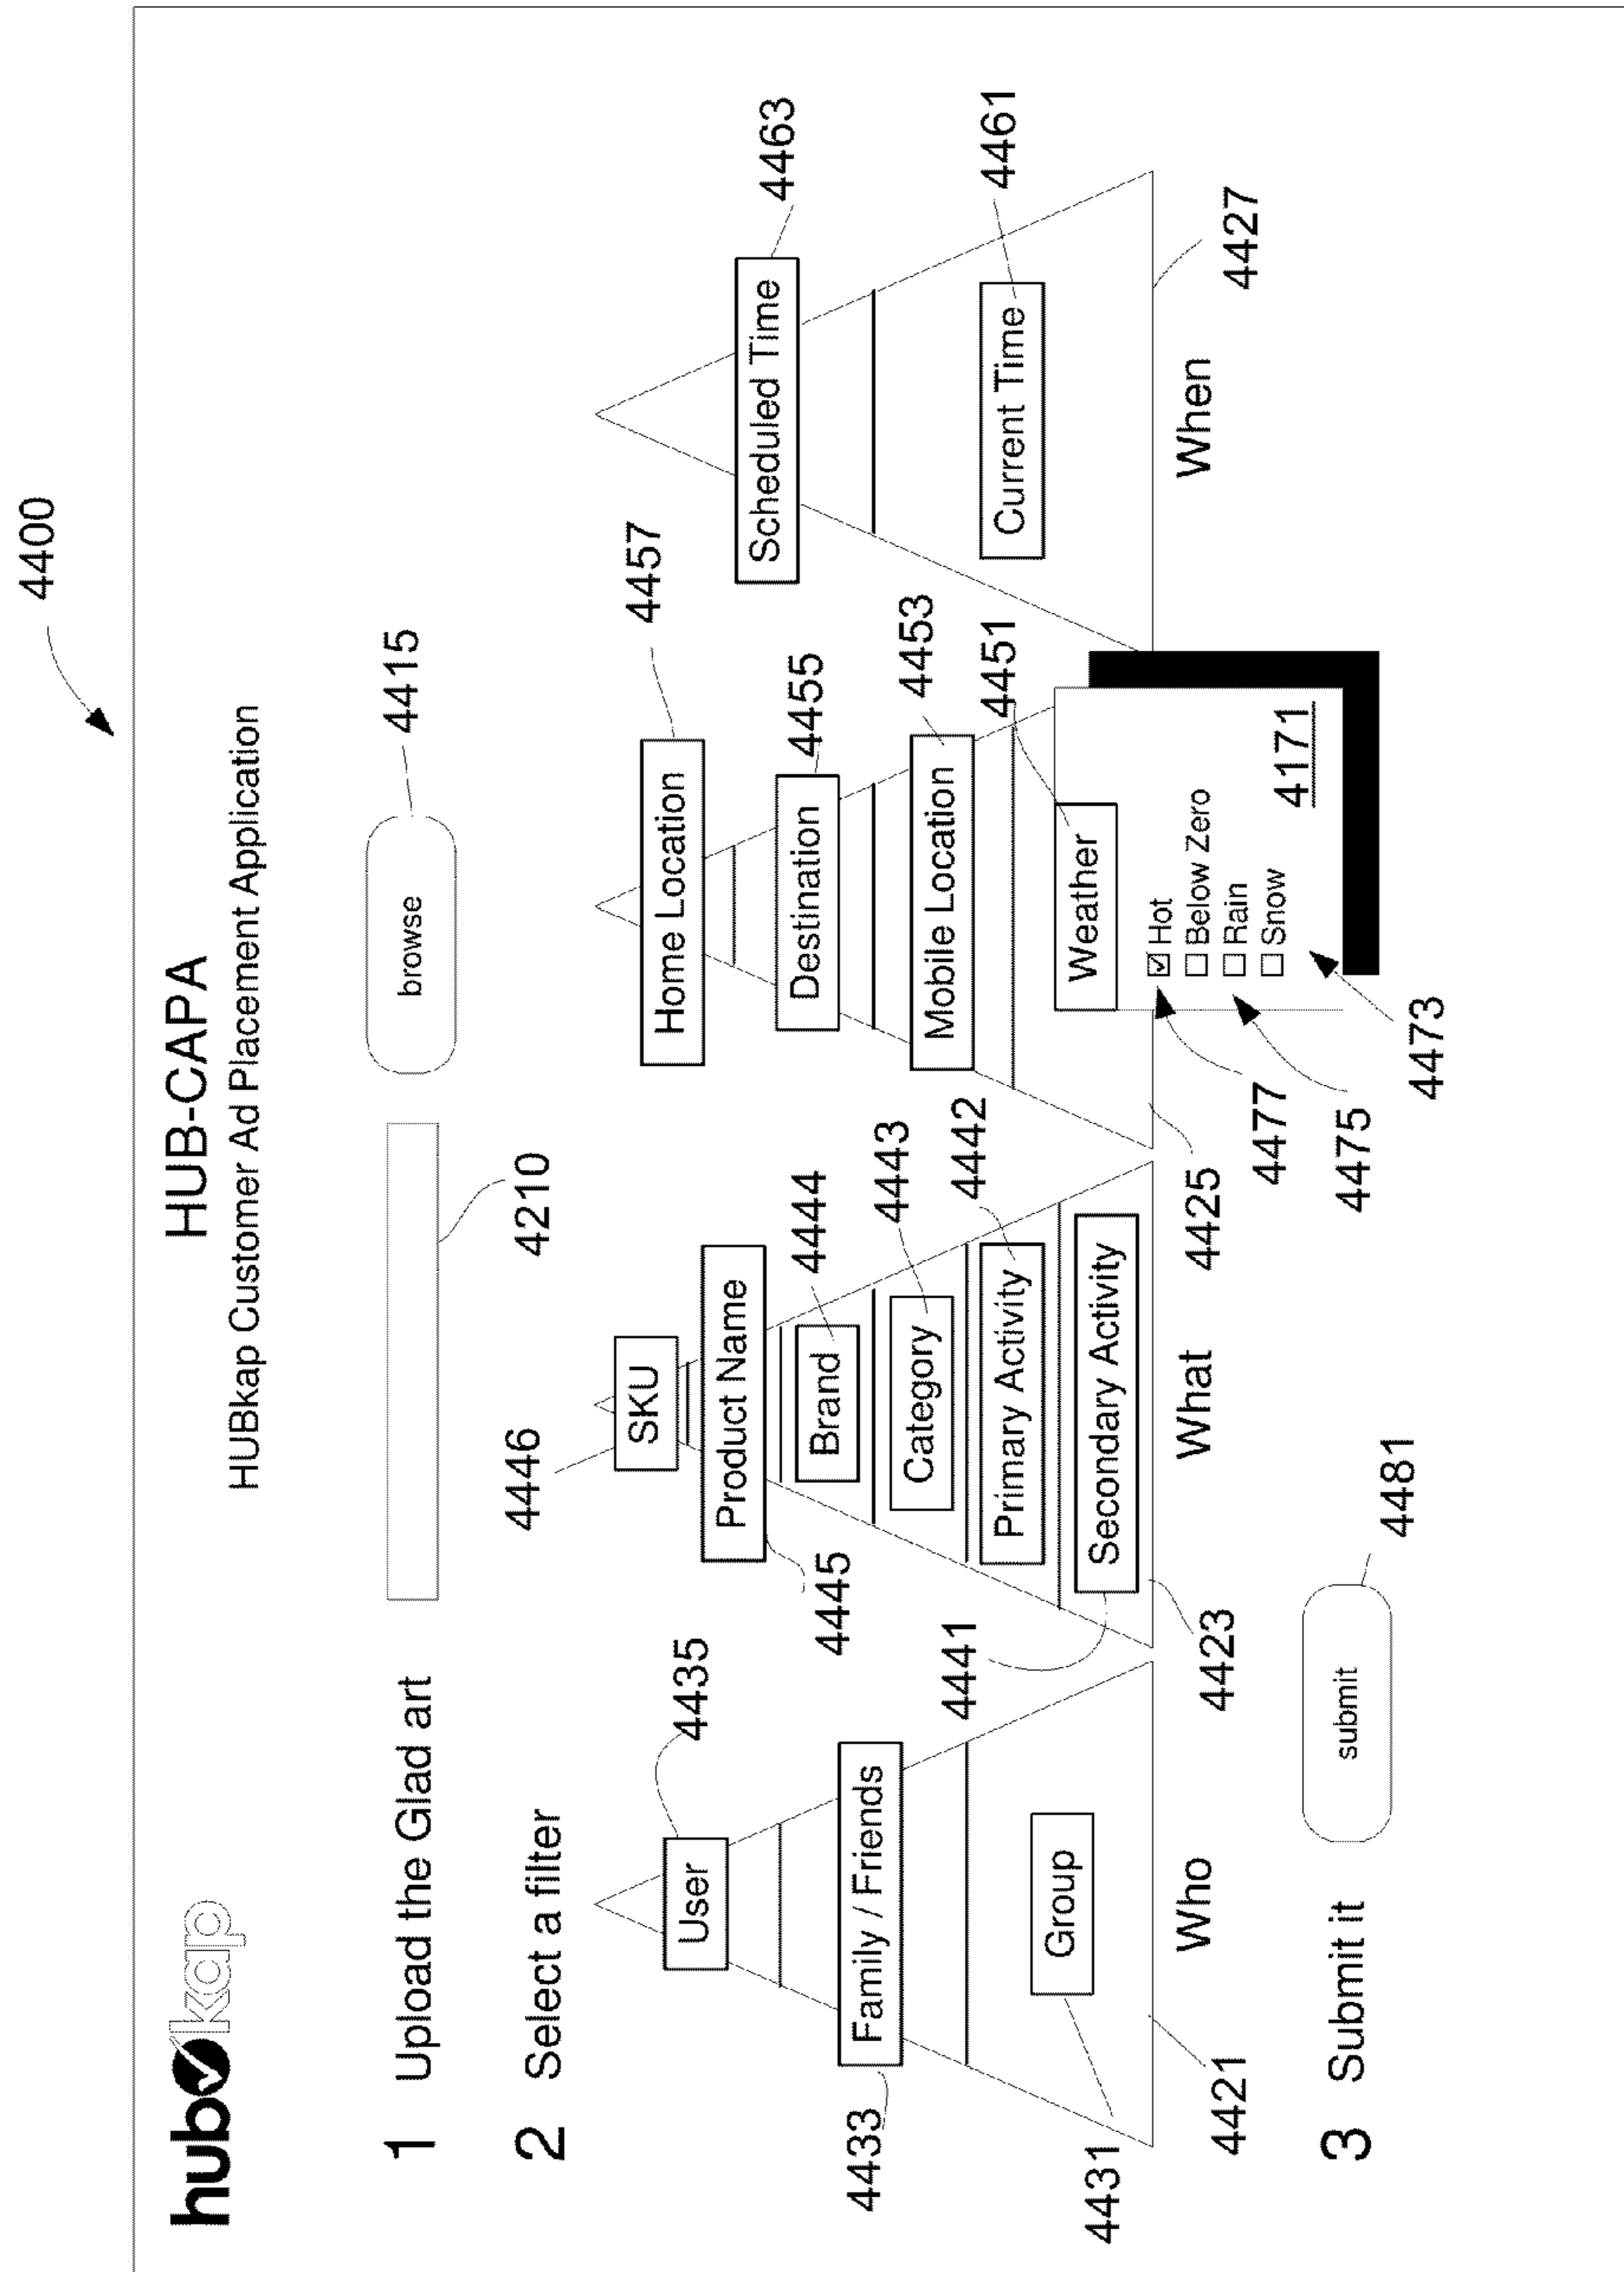 4400
hub kap
HUB-CAPA
HUBkap Customer Ad Placement Application
1 Upload the Glad art
4210
browse
4415
2 Select a filter
User
4435
Family / Friends
4433
Group
4431
4421
Who
SKU
4446
Product Name
4445
Brand
4444
Category
4443
Primary Activity
4442
Secondary Activity
4441
4423
What
Home Location
4457
Destination
4455
Mobile Location
4453
Weather
4451
☑ Hot
☐ Below Zero
☐ Rain
☐ Snow
4171
4425
4477
4475
4473
Scheduled Time
4463
Current Time
4461
4427
When
3 Submit it
submit
4481